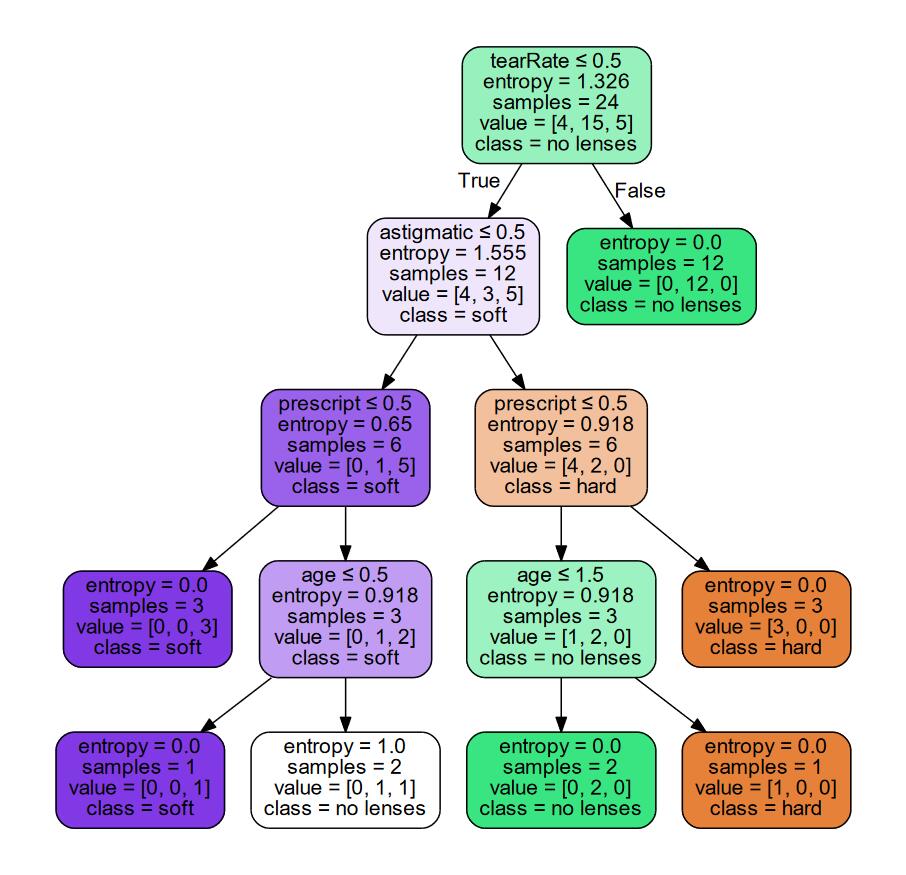 tearRate ≤ 0.5
entropy = 1.326
samples = 24
value = [4, 15, 5]
class = no lenses
True
False
astigmatic ≤ 0.5
entropy = 1.555
samples = 12
value = [4, 3, 5]
class = soft
entropy = 0.0
samples = 12
value = [0, 12, 0]
class = no lenses
prescript ≤ 0.5
entropy = 0.65
samples = 6
value = [0, 1, 5]
class = soft
prescript ≤ 0.5
entropy = 0.918
samples = 6
value = [4, 2, 0]
class = hard
entropy = 0.0
samples = 3
value = [0, 0, 3]
class = soft
age ≤ 0.5
entropy = 0.918
samples = 3
value = [0, 1, 2]
class = soft
age ≤ 1.5
entropy = 0.918
samples = 3
value = [1, 2, 0]
class = no lenses
entropy = 0.0
samples = 3
value = [3, 0, 0]
class = hard
entropy = 0.0
samples = 1
value = [0, 0, 1]
class = soft
entropy = 1.0
samples = 2
value = [0, 1, 1]
class = no lenses
entropy = 0.0
samples = 2
value = [0, 2, 0]
class = no lenses
entropy = 0.0
samples = 1
value = [1, 0, 0]
class = hard